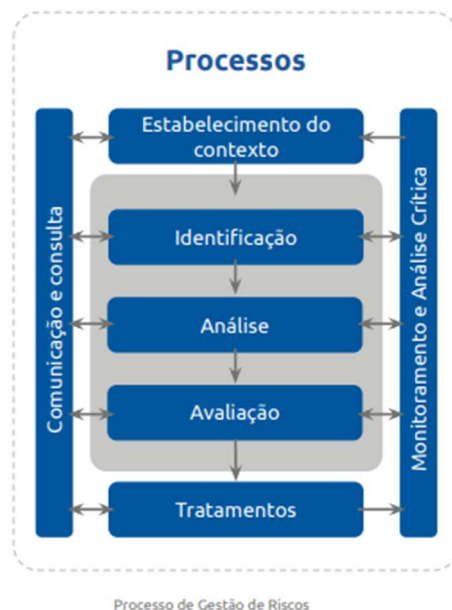 Processos
Estabelecimento do
contexto
Comunicação e consulta
Identificação
Análise
Avaliação
Monitoramento e Análise Crítica
Tratamentos
Processo de Gestão de Riscos